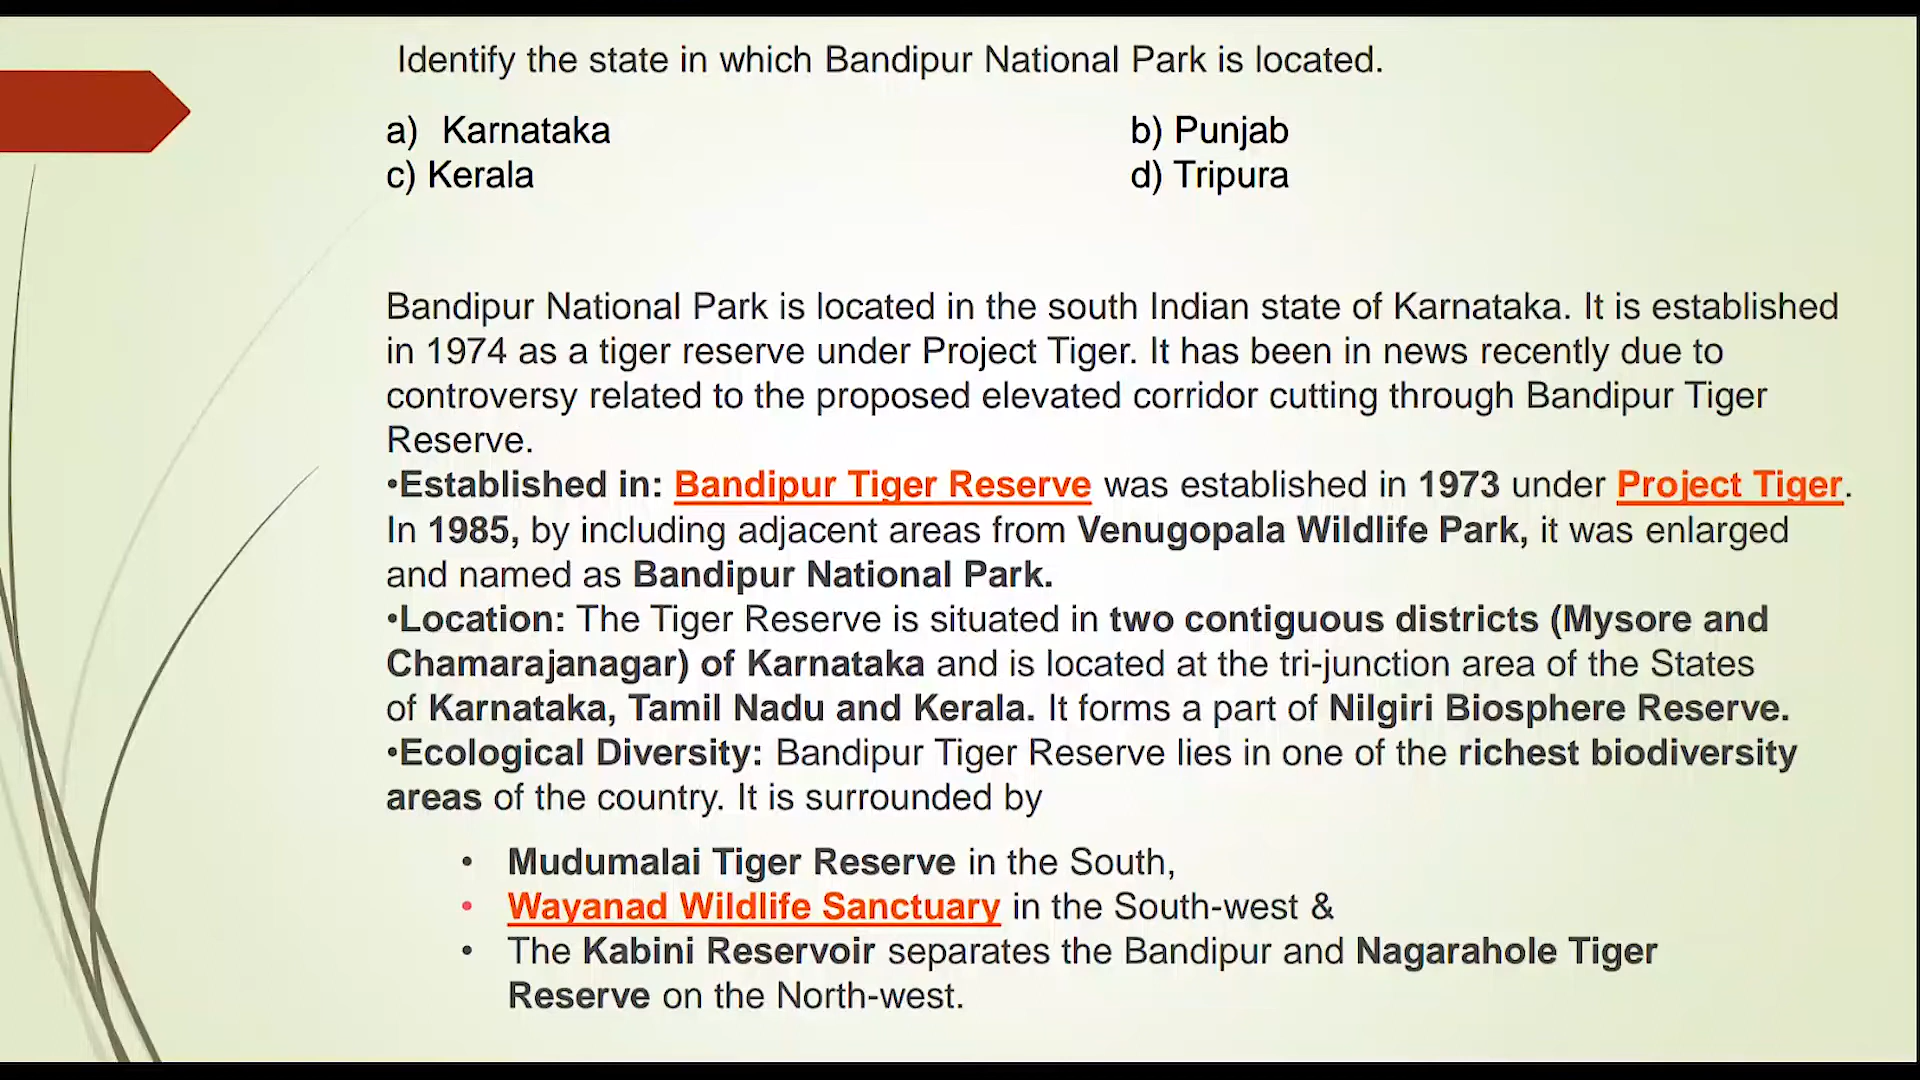 Identify the state in which Bandipur National Park is located.
a) Karnataka b) Punjab
c) Kerala d) Tripura
Bandipur National Park is located in the south Indian state of Karnataka. It is established
in 1974 as a tiger reserve under Project Tiger. It has been in news recently due to
controversy related to the proposed elevated corridor cutting through Bandipur Tiger
Reserve.
•Established in: Bandipur Tiger Reserve was established in 1973 under Project Tiger.
In 1985, by including adjacent areas from Venugopala Wildlife Park, it was enlarged
and named as Bandipur National Park.
•Location: The Tiger Reserve is situated in two contiguous districts (Mysore and
Chamarajanagar) of Karnataka and is located at the tri-junction area of the States
of Karnataka, Tamil Nadu and Kerala. It forms a part of Nilgiri Biosphere Reserve.
•Ecological Diversity: Bandipur Tiger Reserve lies in one of the richest biodiversity
areas of the country. It is surrounded by
• Mudumalai Tiger Reserve in the South,
• Wayanad Wildlife Sanctuary in the South-west &
• The Kabini Reservoir separates the Bandipur and Nagarahole Tiger
Reserve on the North-west.